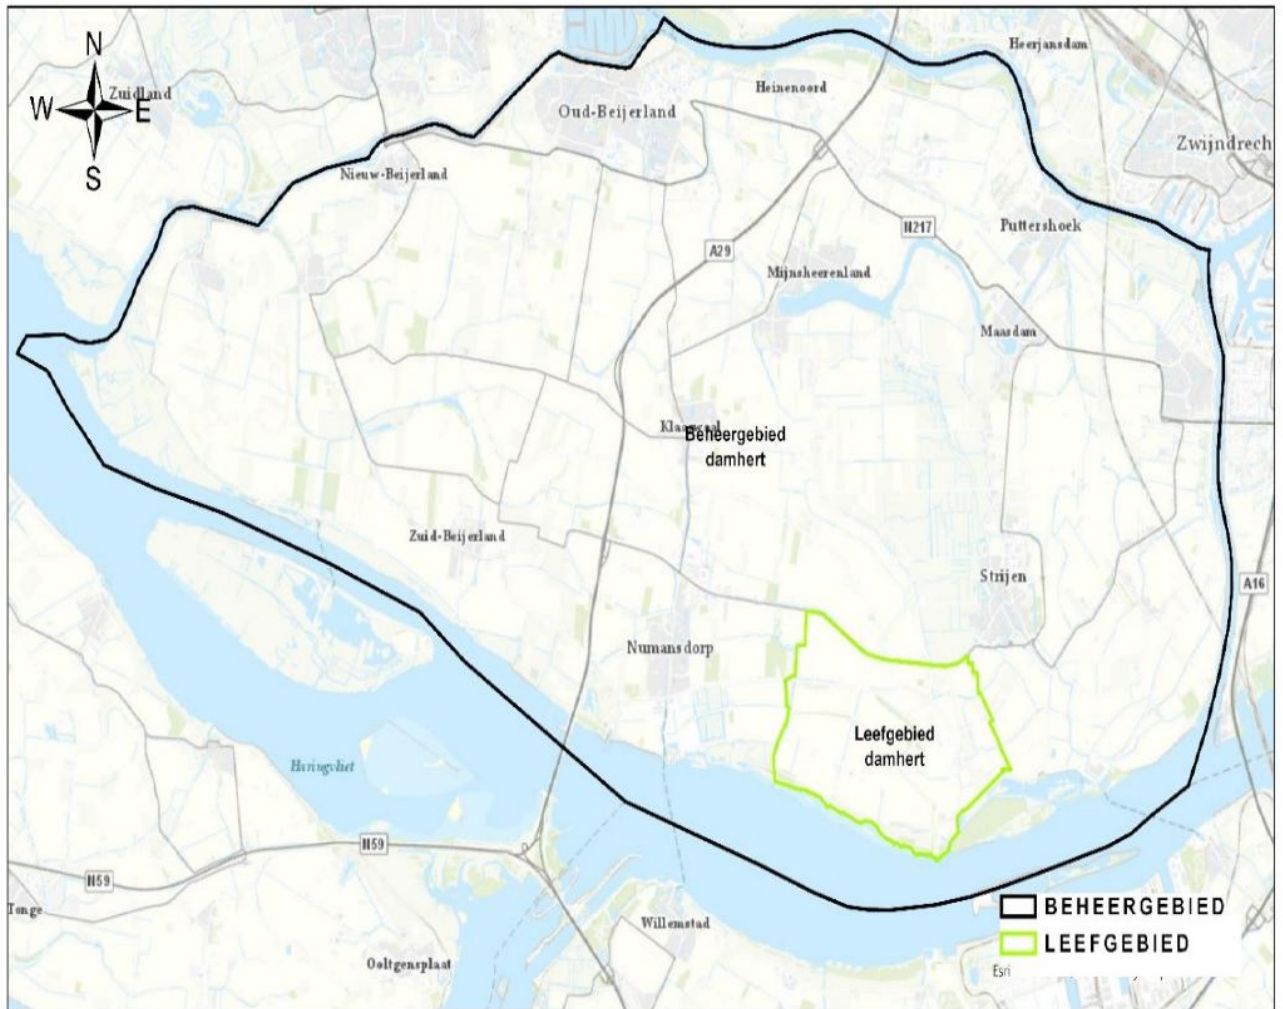 N
W E
S
Zuidland
Heerjansdam
Heinenoord
Oud-Beijerland
Zwijndrech
Nieuw-Beijerland
Puttershoek
N217
A29
Mijnsheerenland
Maasdam
Beheergebied
damhert
Zuid-Beijerland
Strijen
A16
Numansdorp
Leefgebied
damhert
Haringvliet
N59
N59
Tonge
Willemstad
Ooltgensplaat
BEHEERGEBIED
LEEFGEBIED
Esri